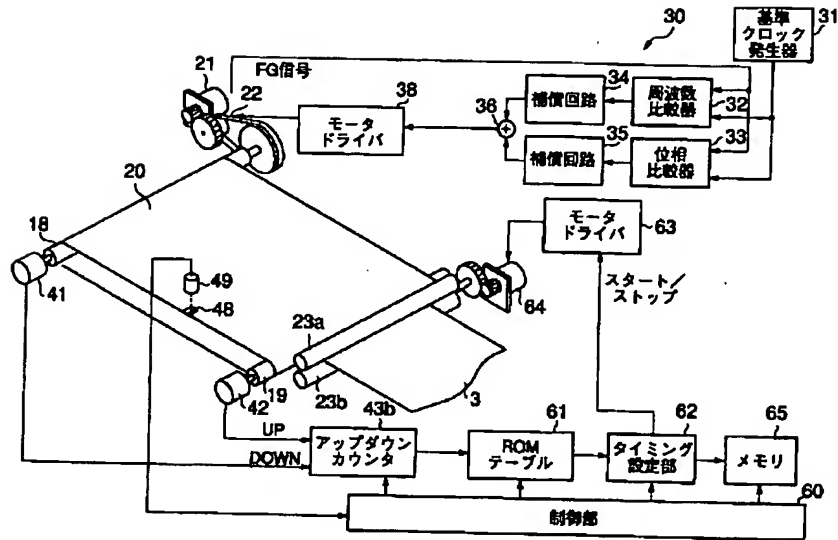 30
基準
クロック
発生器
31
21
FG信号
22
38
モータ
ドライバ
36
補償回路
34
周波数
比較器
32
補償回路
35
位相
比較器
33
20
18
41
49
48
モータ
ドライバ
63
64
スタート/
ストップ
23a
23b
19
42
3
UP
DOWN
43b
アップダウン
カウンタ
61
ROM
テーブル
62
タイミング
設定部
65
メモリ
60
制御部